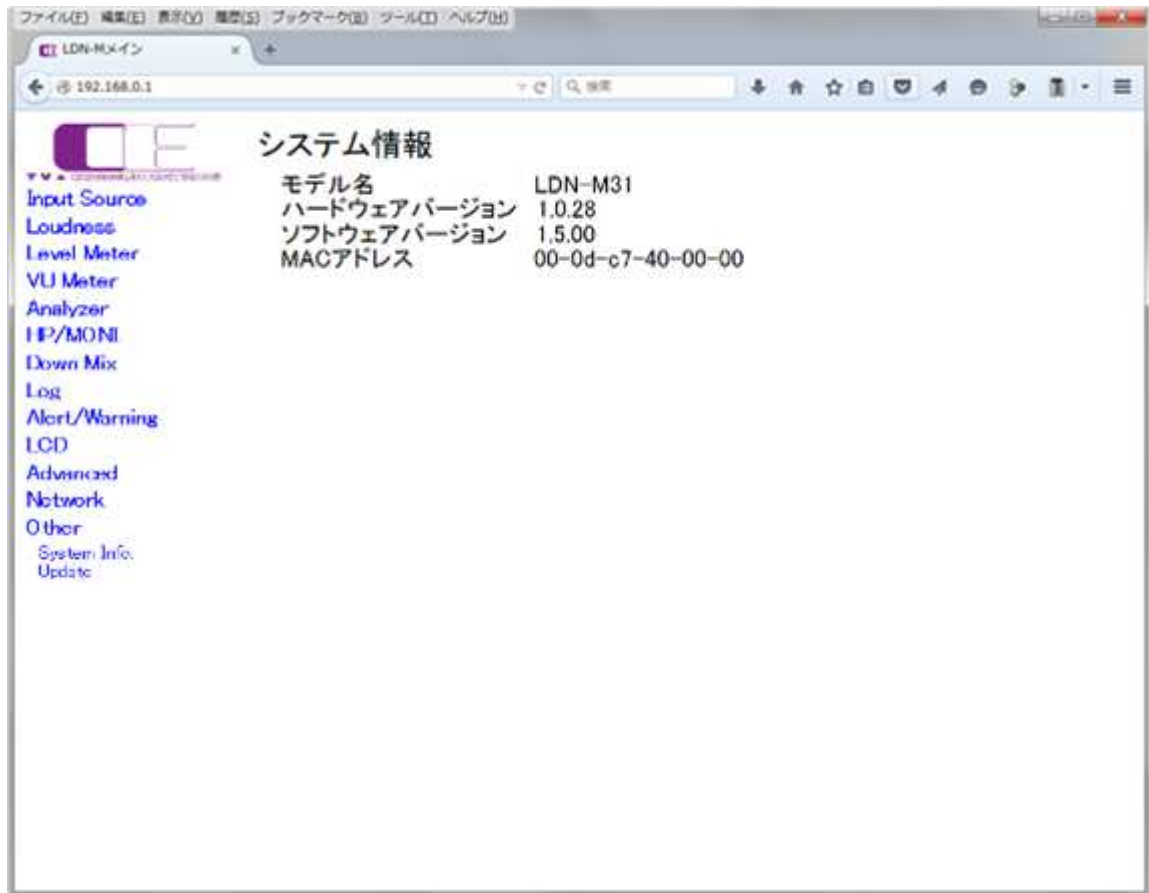 ファイル(F) 編集(E) 表示(V) 履歴(S) ブックマーク(B) ツール(T) ヘルプ(H)
LDN-Mメイン
192.168.0.1
検索
システム情報
モデル名 LDN-M31
ハードウェアバージョン 1.0.28
ソフトウェアバージョン 1.5.00
MACアドレス 00-0d-c7-40-00-00
Input Source
Loudness
Level Meter
VU Meter
Analyzer
HP/MONI
Down Mix
Log
Alert/Warning
LCD
Advanced
Network
Other
System Info.
Update